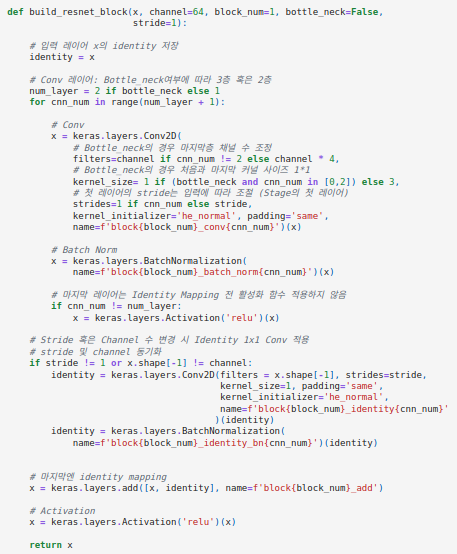 def build_resnet_block(x, channel=64, block_num=1, bottle_neck=False,
stride=1):
# 입력 레이어 x의 identity 저장
identity = x
# Conv 레이어: Bottle_neck여부에 따라 3층 혹은 2층
num_layer = 2 if bottle_neck else 1
for cnn_num in range(num_layer + 1):
# Conv
x = keras.layers.Conv2D(
# Bottle_neck의 경우 마지막층 채널 수 조정
filters=channel if cnn_num != 2 else channel * 4,
# Bottle_neck의 경우 처음과 마지막 커널 사이즈 1*1
kernel_size= 1 if (bottle_neck and cnn_num in [0,2]) else 3,
# 첫 레이어의 stride는 입력에 따라 조절 (Stage의 첫 레이어)
strides=1 if cnn_num else stride,
kernel_initializer='he_normal', padding='same',
name=f'block{block_num}_conv{cnn_num}')(x)
# Batch Norm
x = keras.layers.BatchNormalization(
name=f'block{block_num}_batch_norm{cnn_num}')(x)
# 마지막 레이어는 Identity Mapping 전 활성화 함수 적용하지 않음
if cnn_num != num_layer:
x = keras.layers.Activation('relu')(x)
# Stride 혹은 Channel 수 변경 시 Identity 1x1 Conv 적용
# stride 및 channel 동기화
if stride != 1 or x.shape[-1] != channel:
identity = keras.layers.Conv2D(filters = x.shape[-1], strides=stride,
kernel_size=1, padding='same',
kernel_initializer='he_normal',
name=f'block{block_num}_identity{cnn_num}'
)(identity)
identity = keras.layers.BatchNormalization(
name=f'block{block_num}_identity_bn{cnn_num}')(identity)
# 마지막엔 identity mapping
x = keras.layers.add([x, identity], name=f'block{block_num}_add')
# Activation
x = keras.layers.Activation('relu')(x)
return x